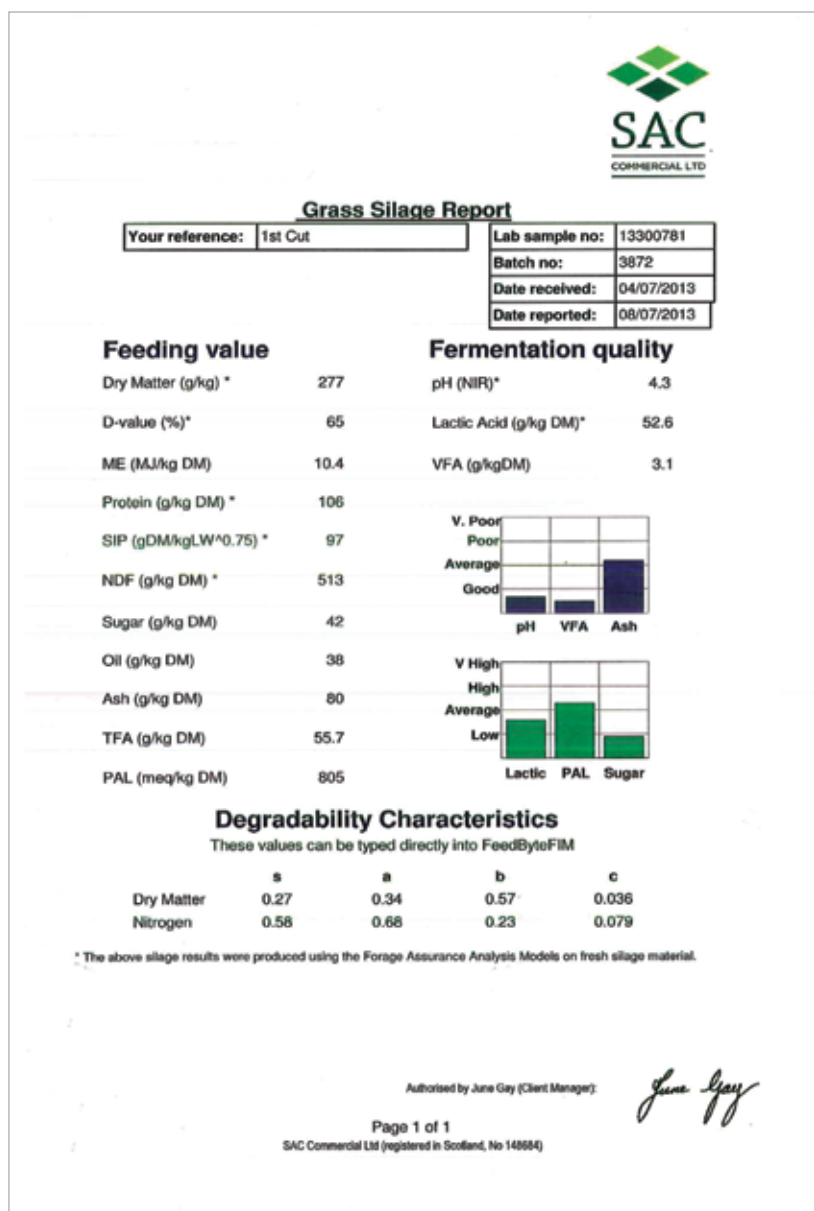 SAC
COMMERCIAL LTD
Grass Silage Report
Your reference: 1st Cut
Lab sample no: 13300781
Batch no: 3872
Date received: 04/07/2013
Date reported: 08/07/2013
Feeding value
Dry Matter (g/kg) * 277
D-value (%)* 65
ME (MJ/kg DM) 10.4
Protein (g/kg DM) * 106
SIP (gDM/kgLW^0.75) * 97
NDF (g/kg DM) * 513
Sugar (g/kg DM) 42
Oil (g/kg DM) 38
Ash (g/kg DM) 80
TFA (g/kg DM) 55.7
PAL (meq/kg DM) 805
Fermentation quality
pH (NIR)* 4.3
Lactic Acid (g/kg DM)* 52.6
VFA (g/kgDM) 3.1
V. Poor
Poor
Average
Good
pH VFA Ash
V High
High
Average
Low
Lactic PAL Sugar
Degradability Characteristics
These values can be typed directly into FeedByteFIM
s a b c
Dry Matter 0.27 0.34 0.57 0.036
Nitrogen 0.58 0.68 0.23 0.079
* The above silage results were produced using the Forage Assurance Analysis Models on fresh silage material.
Authorised by June Gay (Client Manager):
June Gay
Page 1 of 1
SAC Commercial Ltd (registered in Scotland, No 148684)